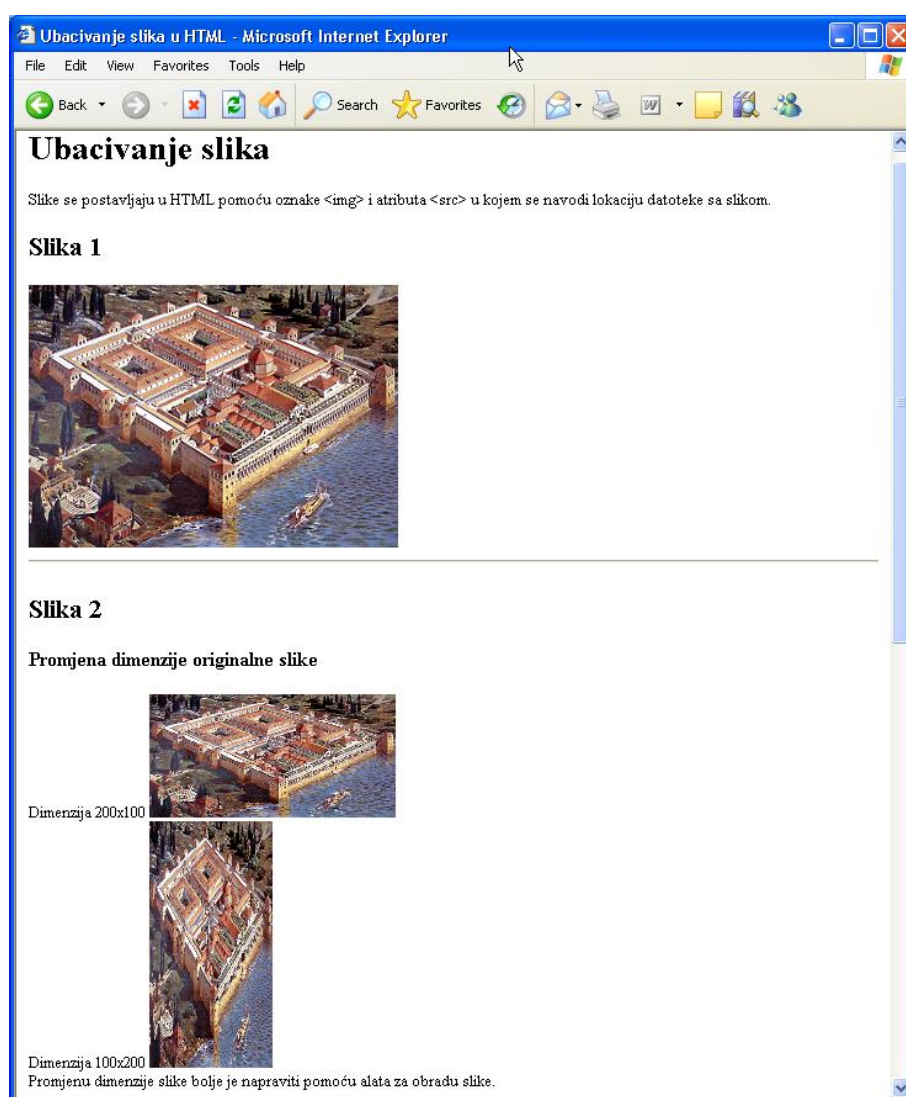 Ubacivanje slika u HTML - Microsoft Internet Explorer
File Edit View Favorites Tools Help
Back Search Favorites W
Ubacivanje slika
Slike se postavljaju u HTML pomoću oznake <img> i atributa <src> u kojem se navodi lokaciju datoteke sa slikom.
Slika 1
Slika 2
Promjena dimenzije originalne slike
Dimenzija 200x100
Dimenzija 100x200
Promjenu dimenzije slike bolje je napraviti pomoću alata za obradu slike.